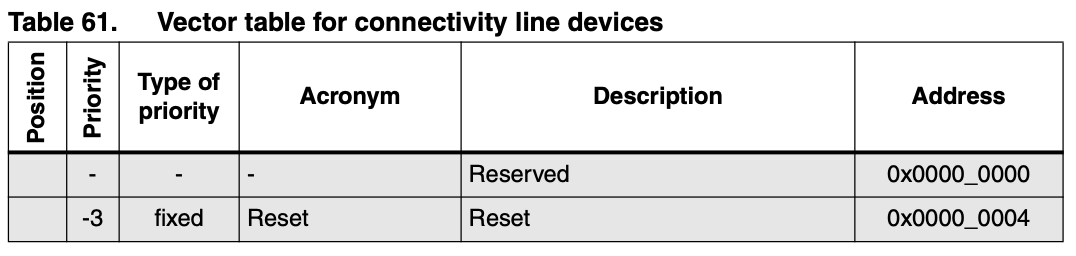 Table 61. Vector table for connectivity line devices
Position Priority Type of priority Acronym Description Address
- - - Reserved 0x0000_0000
-3 fixed Reset Reset 0x0000_0004